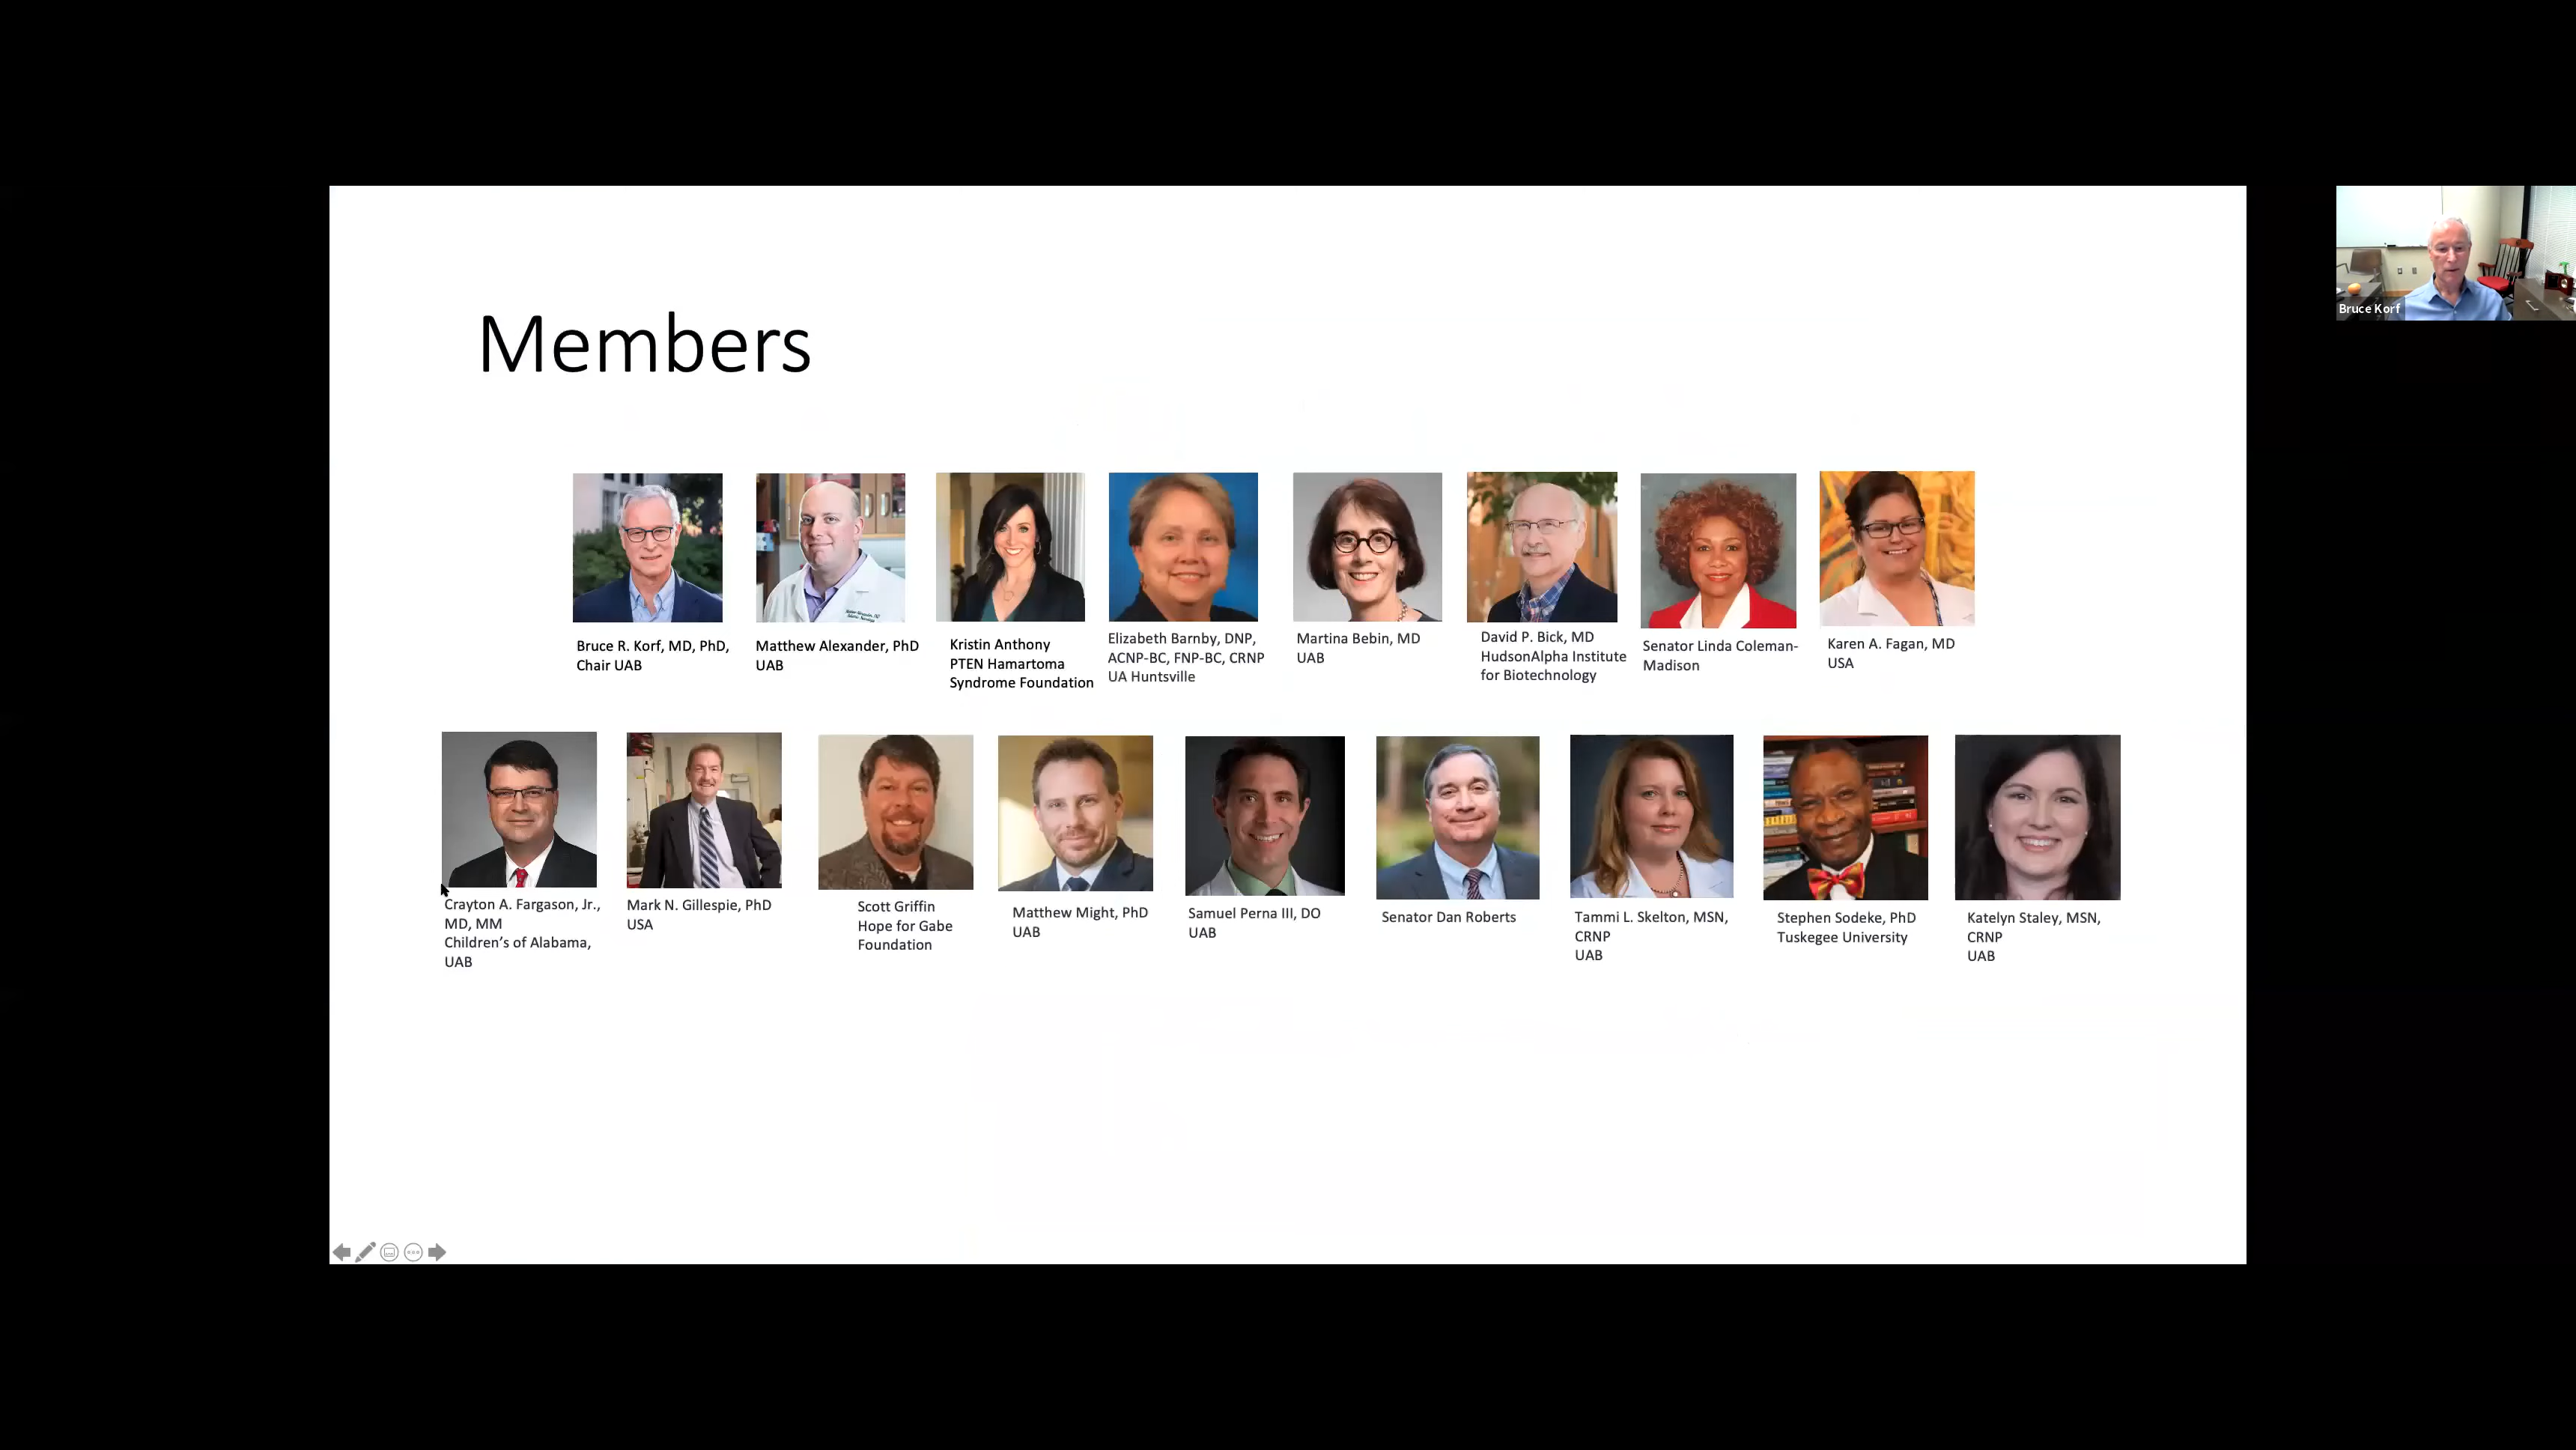 Members
Bruce Korf
Bruce R. Korf, MD, PhD,
Chair UAB
Matthew Alexander, PhD
UAB
Kristin Anthony
PTEN Hamartoma
Syndrome Foundation
Elizabeth Barnby, DNP,
ACNP-BC, FNP-BC, CRNP
UA Huntsville
Martina Bebin, MD
UAB
David P. Bick, MD
HudsonAlpha Institute
for Biotechnology
Senator Linda Coleman-
Madison
Karen A. Fagan, MD
USA
Crayton A. Fargason, Jr.,
MD, MM
Children’s of Alabama,
UAB
Mark N. Gillespie, PhD
USA
Scott Griffin
Hope for Gabe
Foundation
Matthew Might, PhD
UAB
Samuel Perna III, DO
UAB
Senator Dan Roberts
Tammi L. Skelton, MSN,
CRNP
UAB
Stephen Sodeke, PhD
Tuskegee University
Katelyn Staley, MSN,
CRNP
UAB